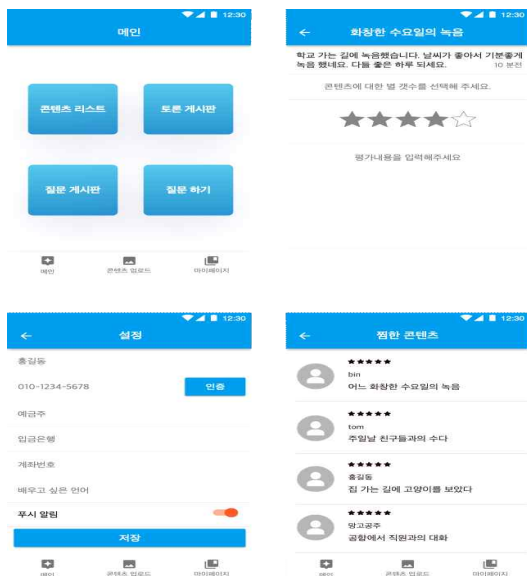 12:30
메인
콘텐츠 리스트
토론 게시판
질문 게시판
질문 하기
메인
콘텐츠 업로드
마이페이지
12:30
화창한 수요일의 녹음
학교 가는 길에 녹음했습니다. 날씨가 좋아서 기분좋게
녹음 했네요. 다들 좋은 하루 되세요.
10 분전
콘텐츠에 대한 별 갯수를 선택해 주세요.
평가내용을 입력해주세요
12:30
설정
홍길동
010-1234-5678
인증
예금주
입금은행
계좌번호
배우고 싶은 언어
푸시 알림
저장
메인
콘텐츠 업로드
마이페이지
12:30
찜한 콘텐츠
bin
어느 화창한 수요일의 녹음
tom
주일날 친구들과의 수다
홍길동
집 가는 길에 고양이를 보았다
망고공주
공항에서 직원과의 대화
메인
콘텐츠 업로드
마이페이지